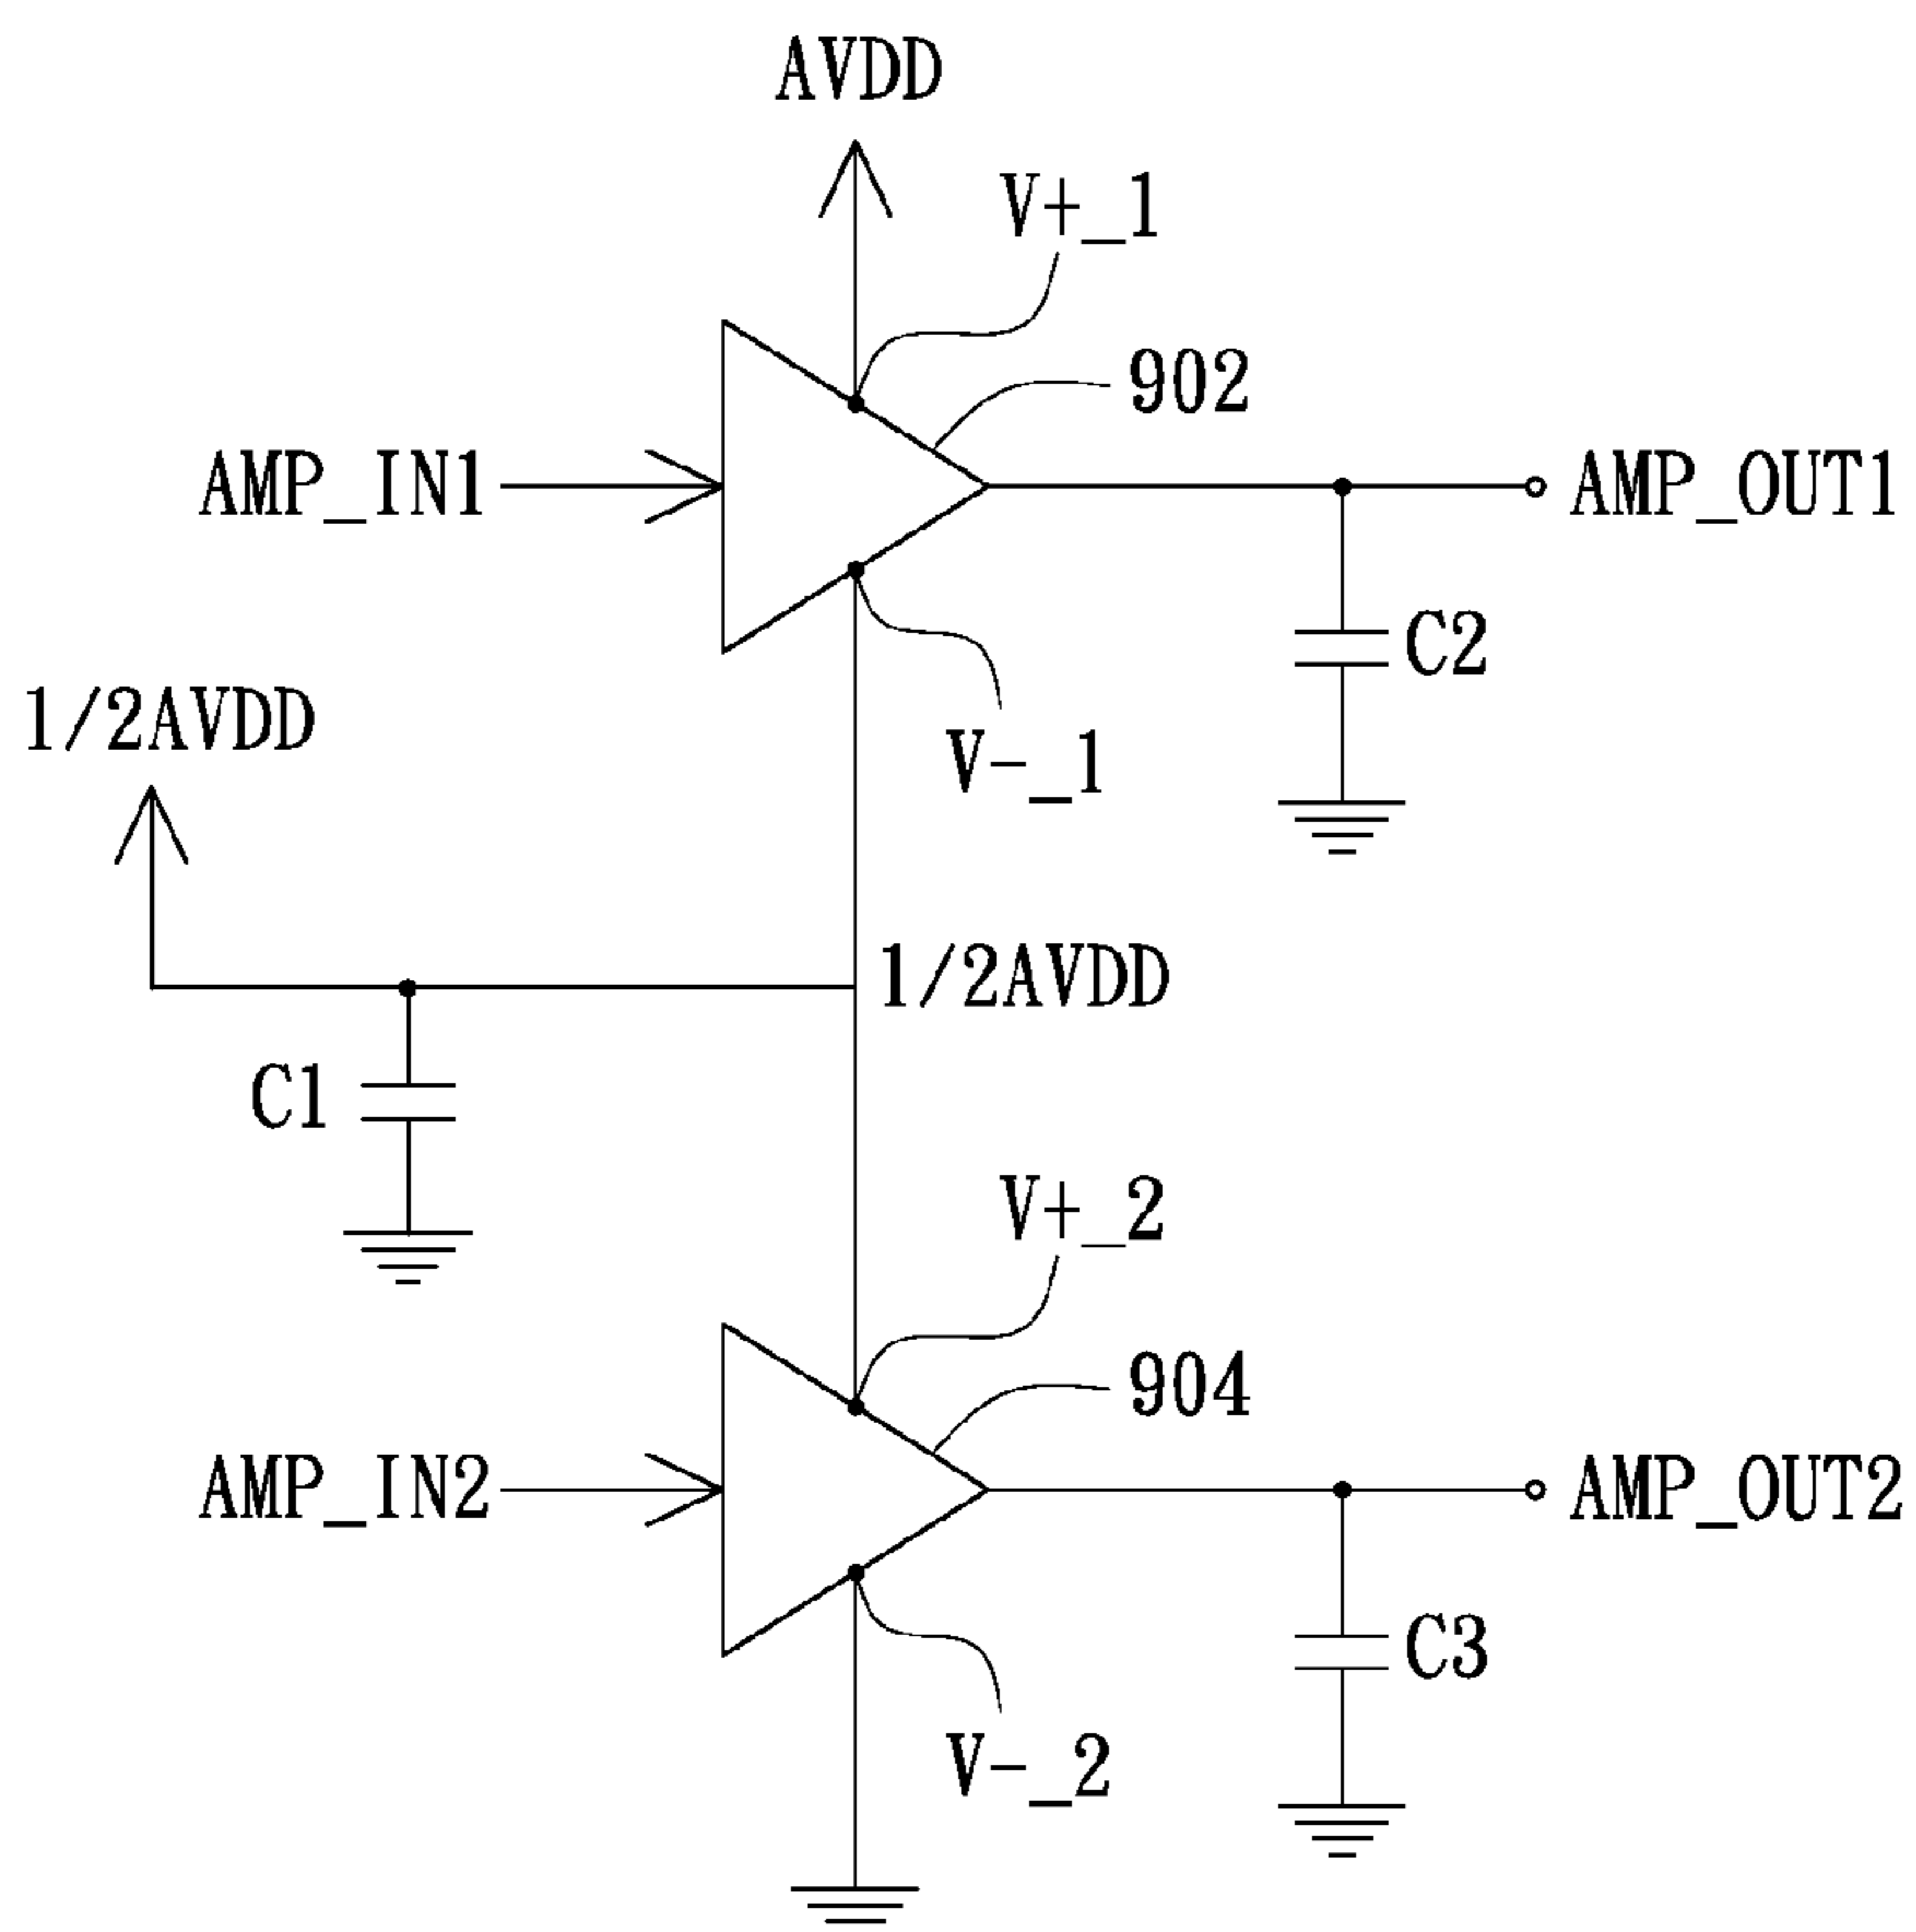 AVDD
V+_1
902
AMP_IN1
AMP_OUT1
C2
1/2AVDD
V-_1
1/2AVDD
C1
V+_2
904
AMP_IN2
AMP_OUT2
C3
V-_2